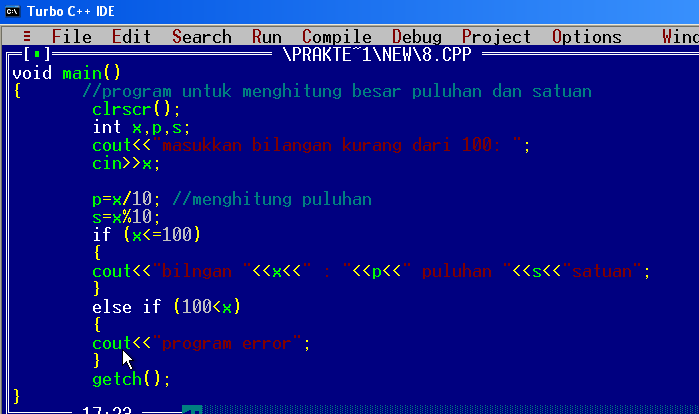 Turbo C++ IDE
≡ File Edit Search Run Compile Debug Project Options Wind
[■] \PRAKTE~1\NEW\8.CPP
void main()
{ //program untuk menghitung besar puluhan dan satuan
clrscr();
int x,p,s;
cout<<"masukkan bilangan kurang dari 100: ";
cin>>x;
p=x/10; //menghitung puluhan
s=x%10;
if (x<=100)
{
cout<<"bilngan "<<x<<" : "<<p<<" puluhan "<<s<<"satuan";
}
else if (100<x)
{
cout<<"program error";
}
getch();
}